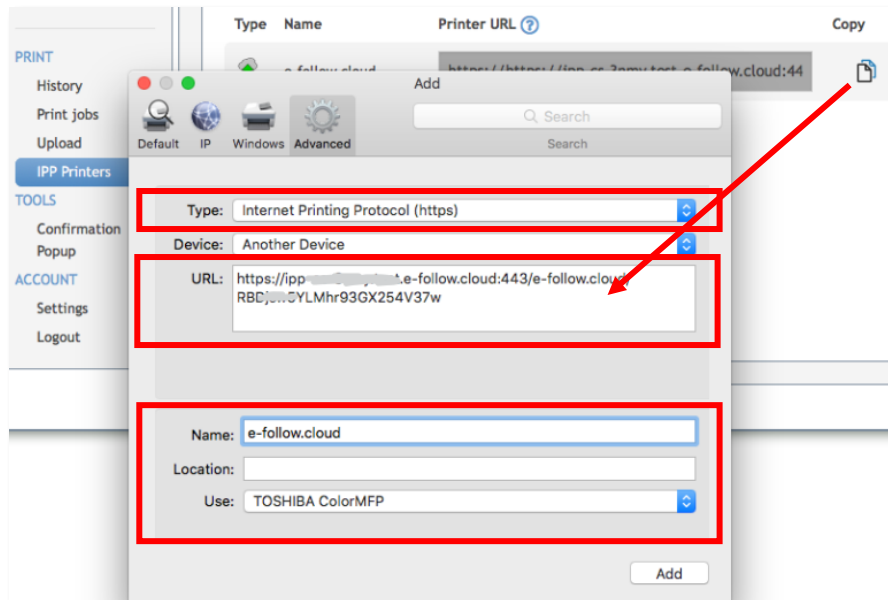 Type Name Printer URL ? Copy
PRINT
History
Print jobs
Upload
IPP Printers
TOOLS
Confirmation
Popup
ACCOUNT
Settings
Logout
Add
Default IP Windows Advanced
Search
Search
Type: Internet Printing Protocol (https)
Device: Another Device
URL: https://ipp .e-follow.cloud:443/e-follow.cloud/
YLMhr93GX254V37w
Name: e-follow.cloud
Location:
Use: TOSHIBA ColorMFP
Add